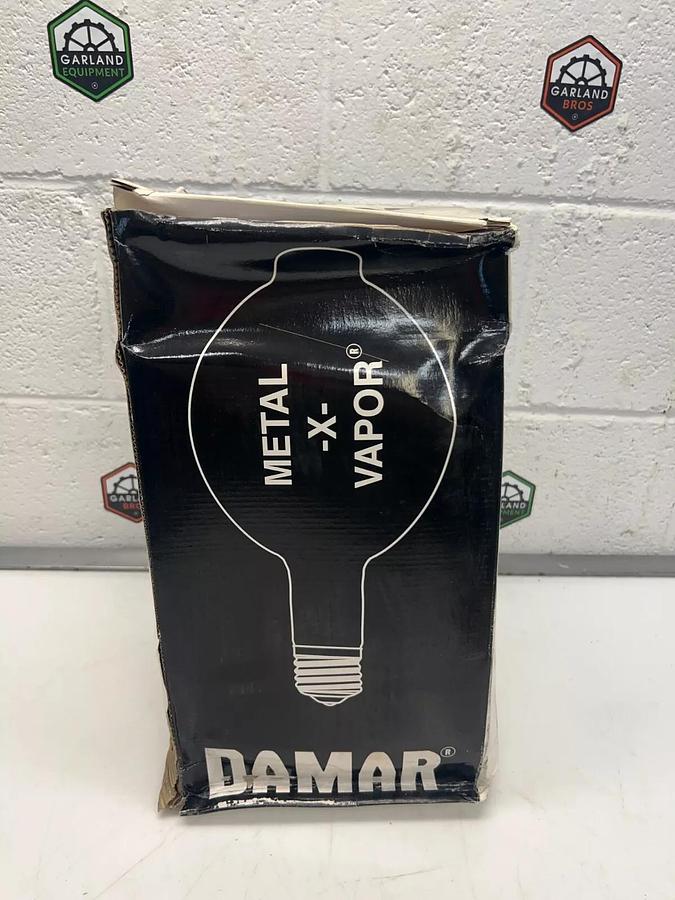 GARLAND
EQUIPMENT
GARLAND
BROS
METAL
-X-
VAPOR®
DAMAR®